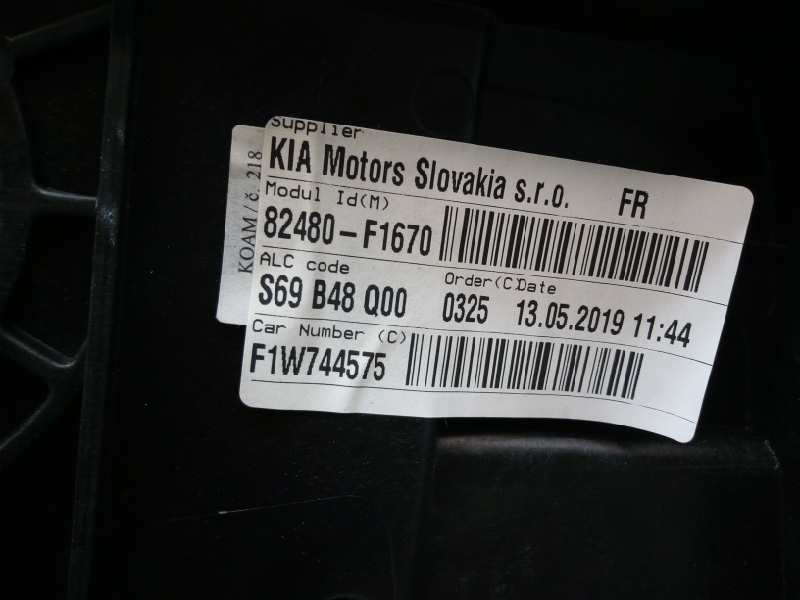 Supplier
KIA Motors Slovakia s.r.o. FR
Modul Id(M)
82480-F1670
ALC code Order(C)Date
S69 B48 Q00 0325 13.05.2019 11:44
Car Number (C)
F1W744575
KOAM / č. 218